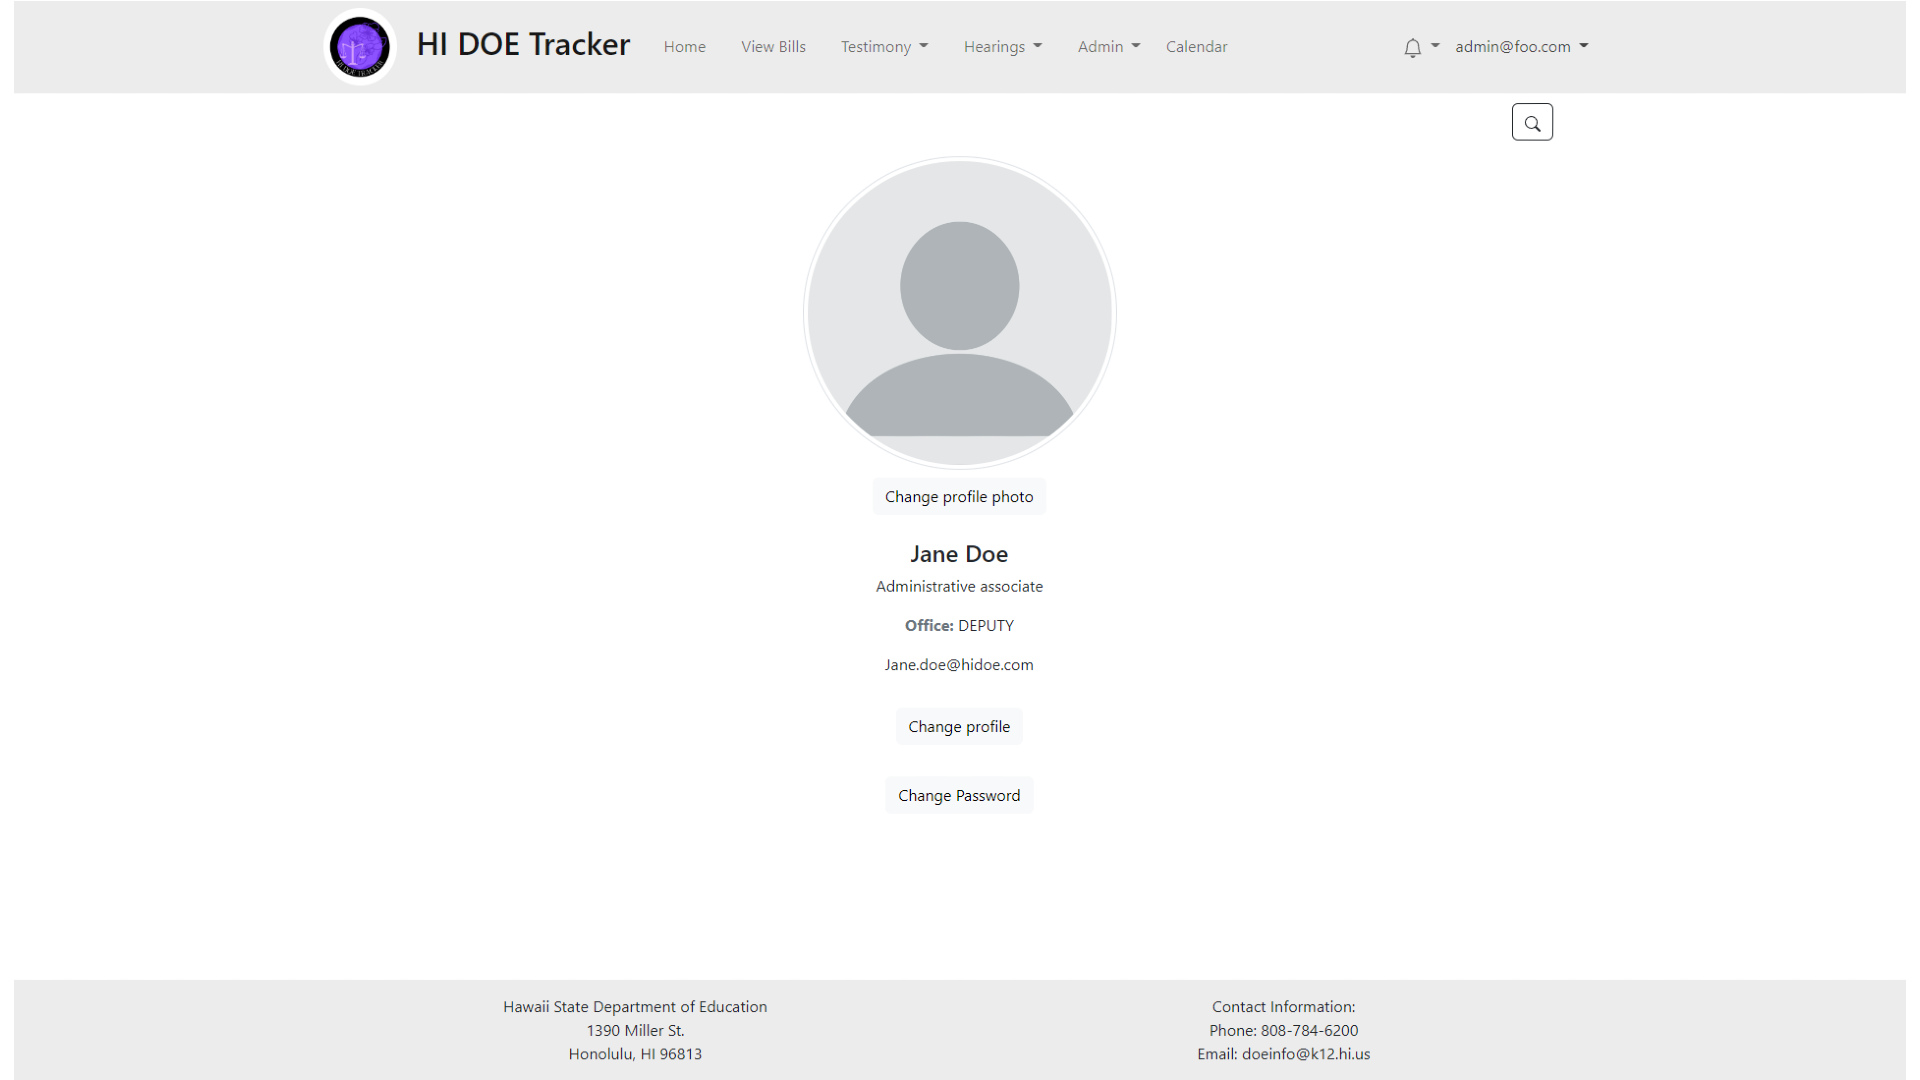 HI DOE Tracker Home View Bills Testimony Hearings Admin Calendar admin@foo.com
Change profile photo
Jane Doe
Administrative associate
Office: DEPUTY
Jane.doe@hidoe.com
Change profile
Change Password
Hawaii State Department of Education
1390 Miller St.
Honolulu, HI 96813
Contact Information:
Phone: 808-784-6200
Email: doeinfo@k12.hi.us